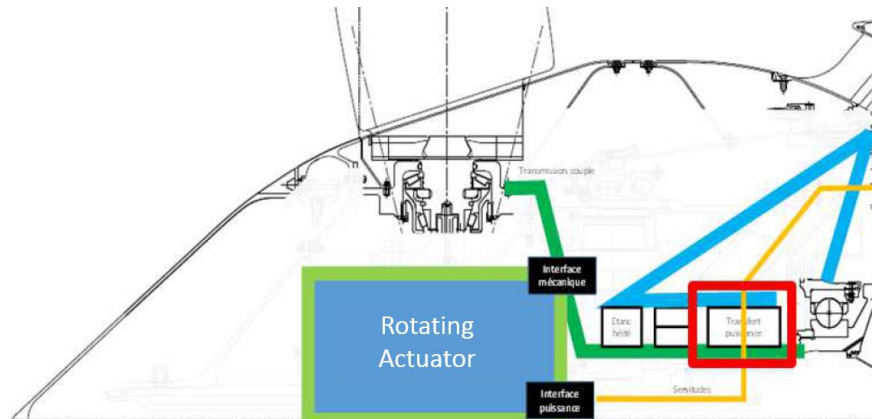 Transmission couple
Interface
mécanique
Rotating
Actuator
Etanc
héité
Transfert
puissance
Interface
puissance
Servitudes